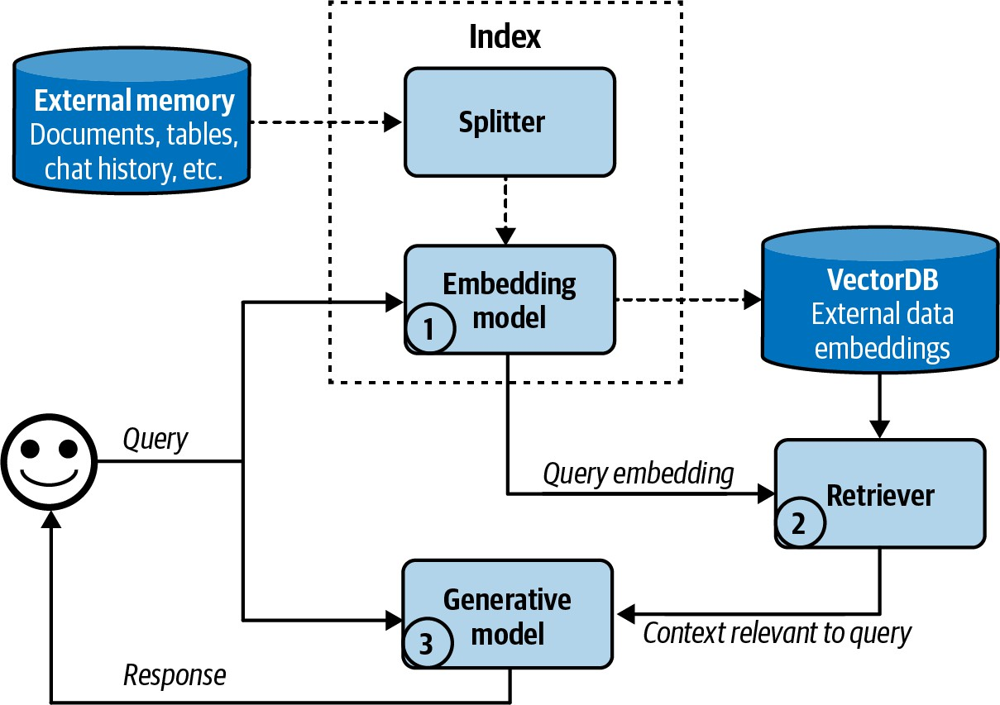 Index
External memory
Documents, tables,
chat history, etc.
Splitter
Embedding
model
1
VectorDB
External data
embeddings
Query
Query embedding
Retriever
2
Generative
model
3
Context relevant to query
Response